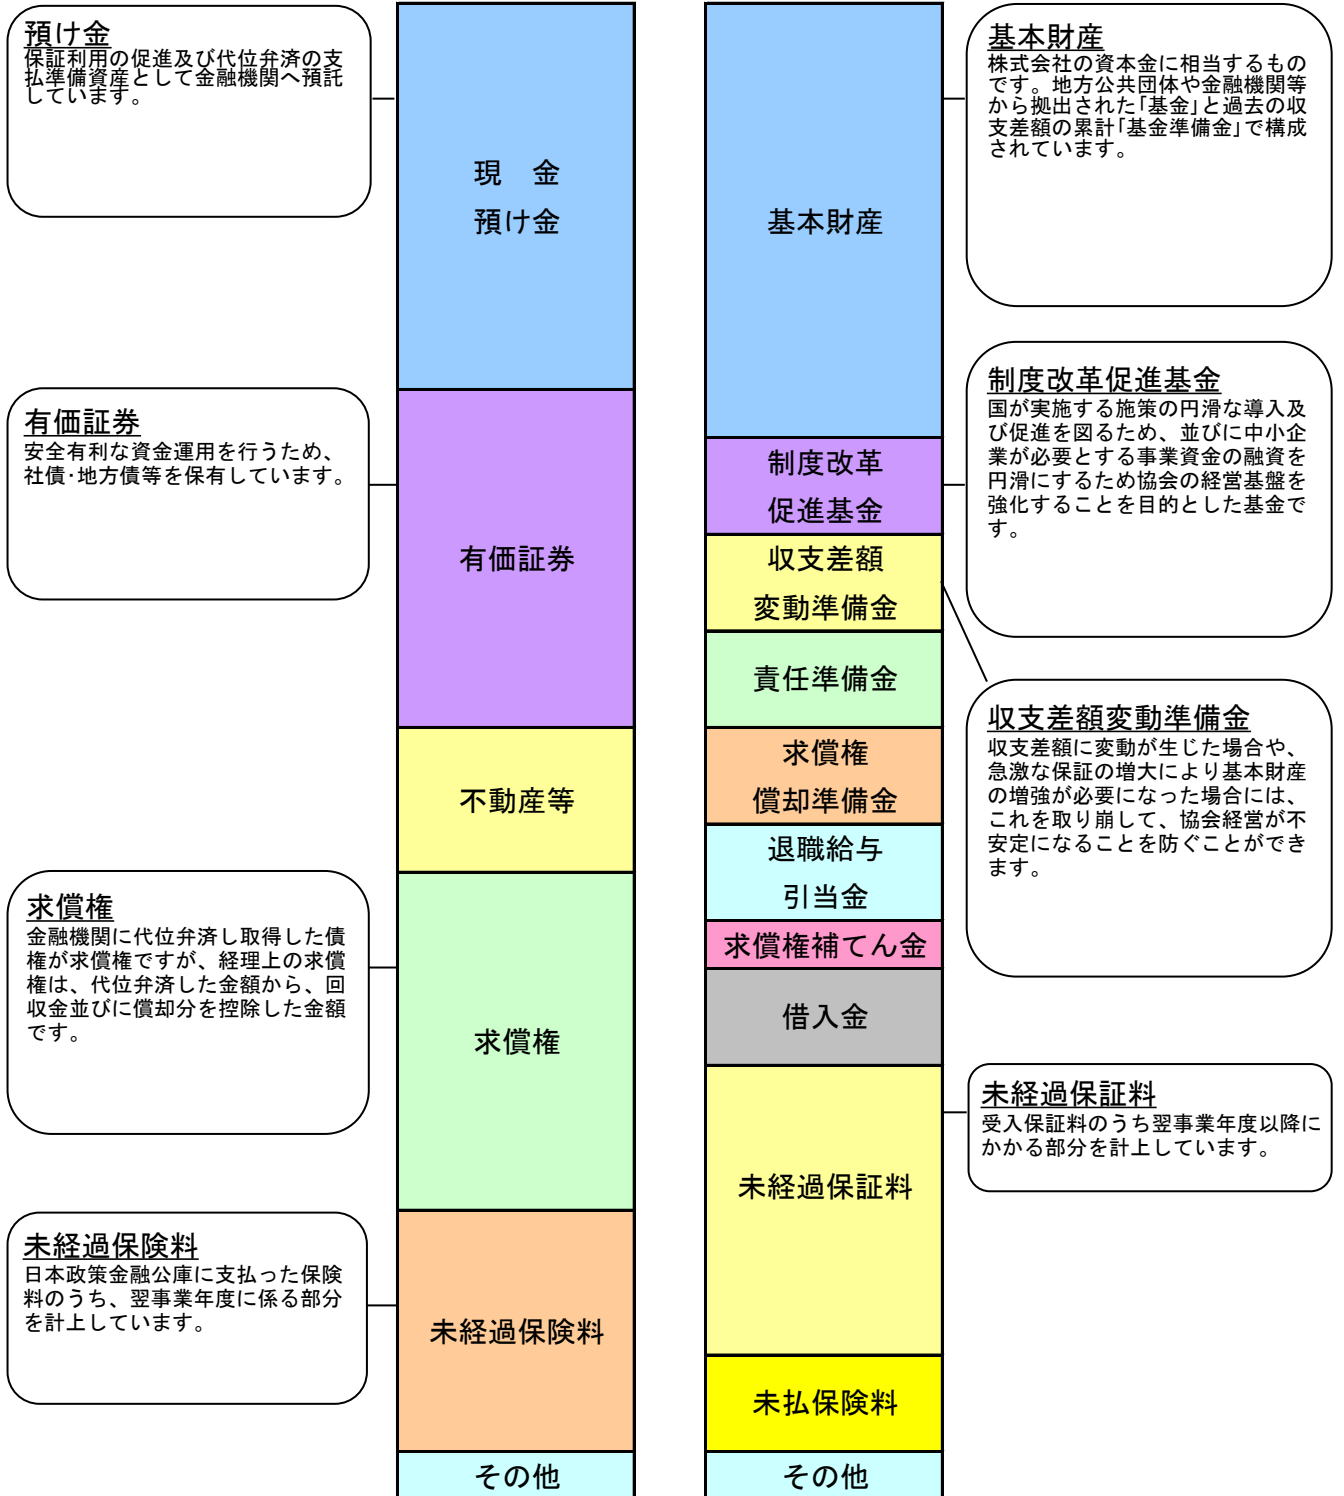 預け金
保証利用の促進及び代位弁済の支
払準備資産として金融機関へ預託
しています。
有価証券
安全有利な資金運用を行うため、
社債･地方債等を保有しています。
求償権
金融機関に代位弁済し取得した債
権が求償権ですが、経理上の求償
権は、代位弁済した金額から、回
収金並びに償却分を控除した金額
です。
未経過保険料
日本政策金融公庫に支払った保険
料のうち、翌事業年度に係る部分
を計上しています。
現　金
預け金
有価証券
不動産等
求償権
未経過保険料
その他
基本財産
制度改革
促進基金
収支差額
変動準備金
責任準備金
求償権
償却準備金
退職給与
引当金
求償権補てん金
借入金
未経過保証料
未払保険料
その他
基本財産
株式会社の資本金に相当するもの
です。地方公共団体や金融機関等
から拠出された｢基金｣と過去の収
支差額の累計｢基金準備金｣で構成
されています。
制度改革促進基金
国が実施する施策の円滑な導入及
び促進を図るため、並びに中小企
業が必要とする事業資金の融資を
円滑にするため協会の経営基盤を
強化することを目的とした基金で
す。
収支差額変動準備金
収支差額に変動が生じた場合や、
急激な保証の増大により基本財産
の増強が必要になった場合には、
これを取り崩して、協会経営が不
安定になることを防ぐことができ
ます。
未経過保証料
受入保証料のうち翌事業年度以降に
かかる部分を計上しています。